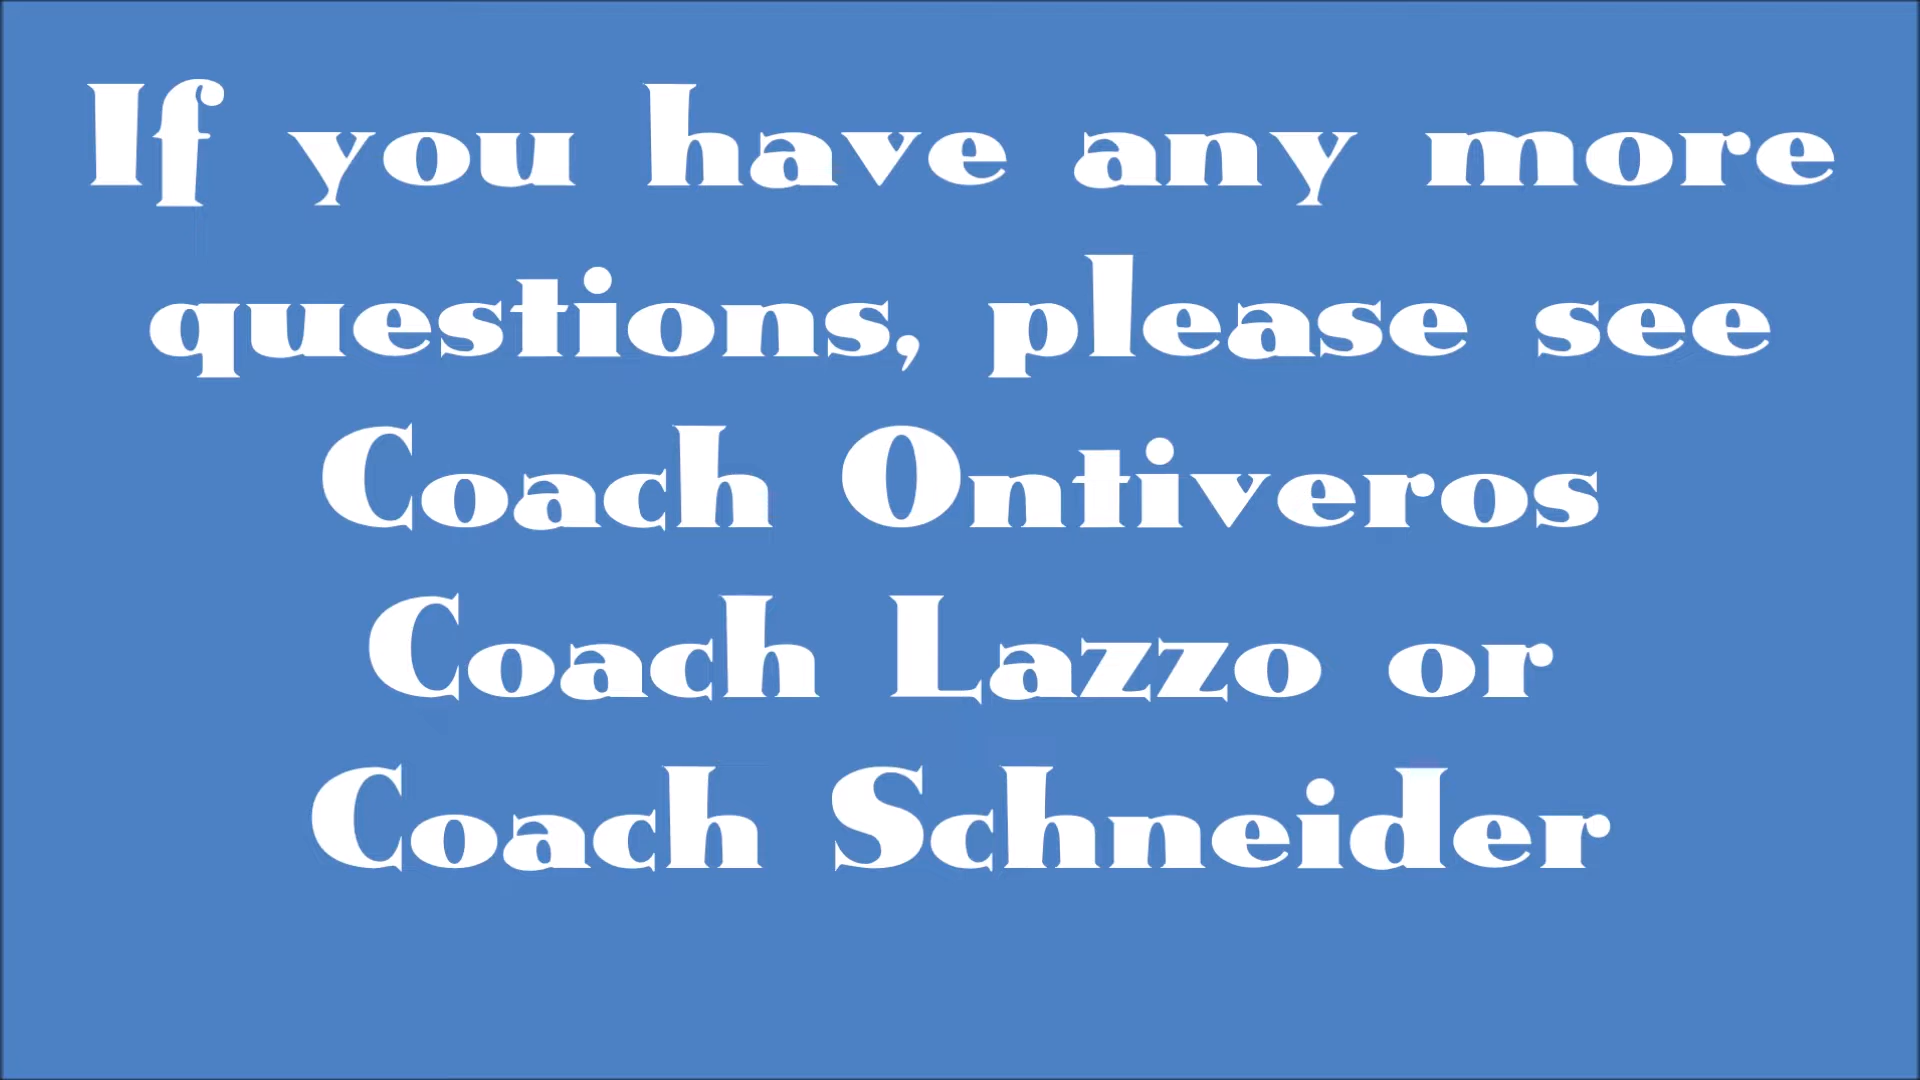 If you have any more
questions, please see
Coach Ontiveros
Coach Lazzo or
Coach Schneider